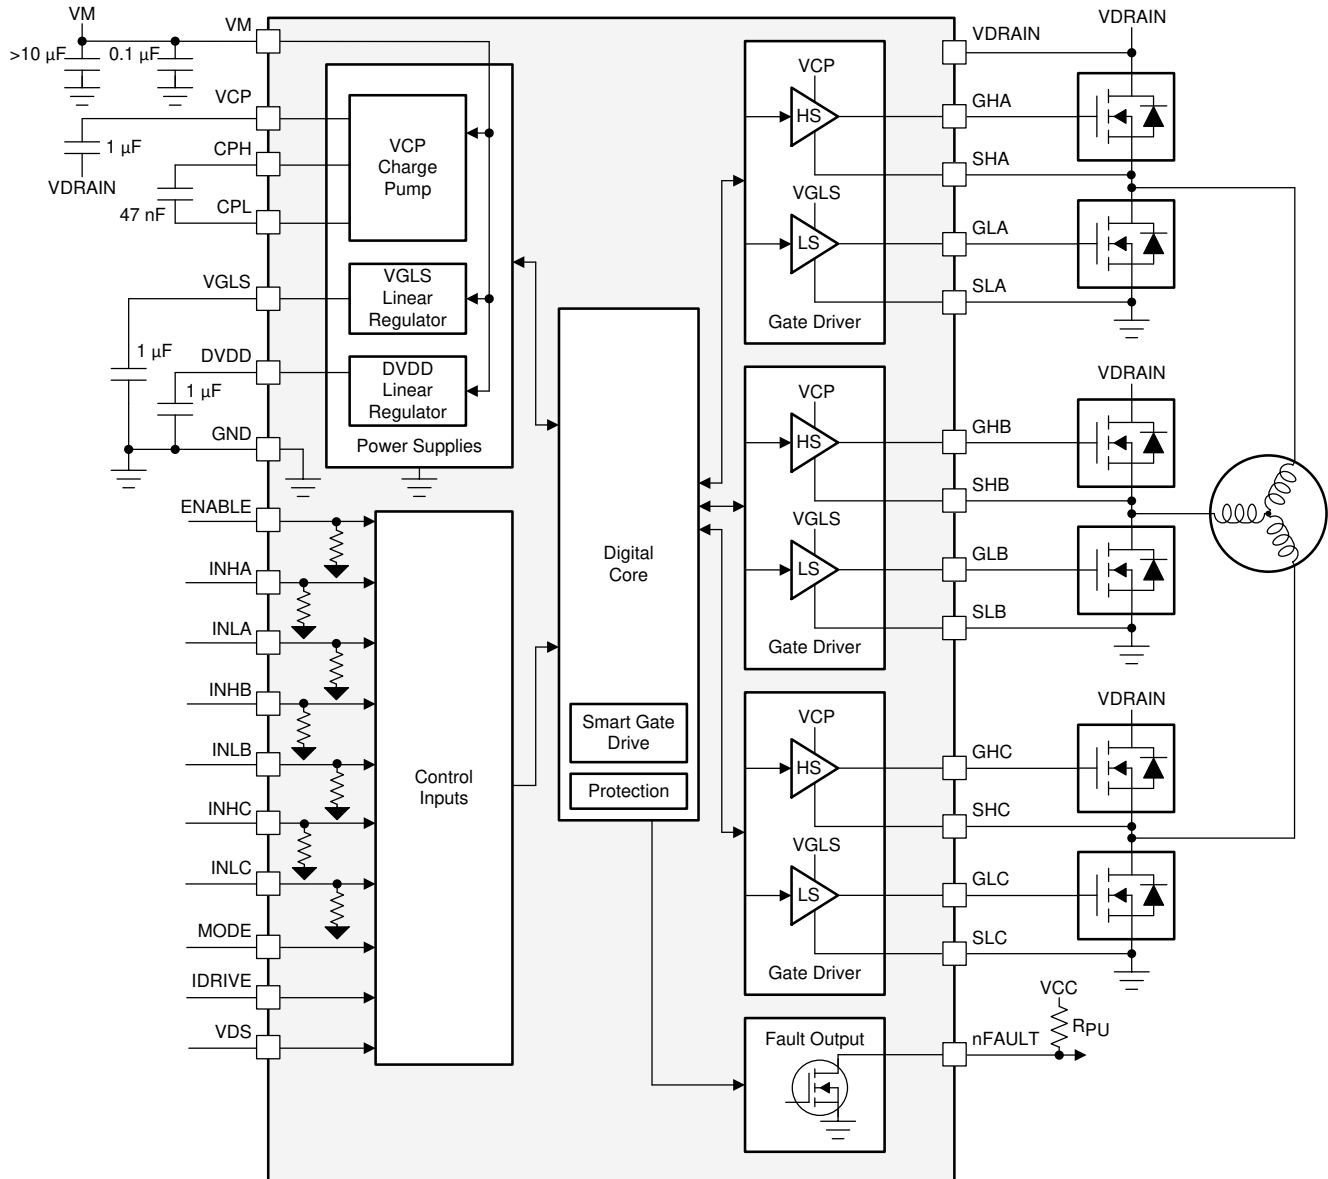 VM
VM
>10 µF
0.1 µF
VCP
1 µF
VDRAIN
CPH
47 nF
CPL
VGLS
1 µF
DVDD
1 µF
GND
VCP
Charge
Pump
VGLS
Linear
Regulator
DVDD
Linear
Regulator
Power Supplies
ENABLE
INHA
INLA
INHB
INLB
INHC
INLC
MODE
IDRIVE
VDS
Control
Inputs
Digital
Core
Smart Gate
Drive
Protection
VCP
HS
VGLS
LS
Gate Driver
VCP
HS
VGLS
LS
Gate Driver
VCP
HS
VGLS
LS
Gate Driver
Fault Output
VDRAIN
VDRAIN
GHA
SHA
GLA
SLA
VDRAIN
GHB
SHB
GLB
SLB
VDRAIN
GHC
SHC
GLC
SLC
VCC
RPU
nFAULT